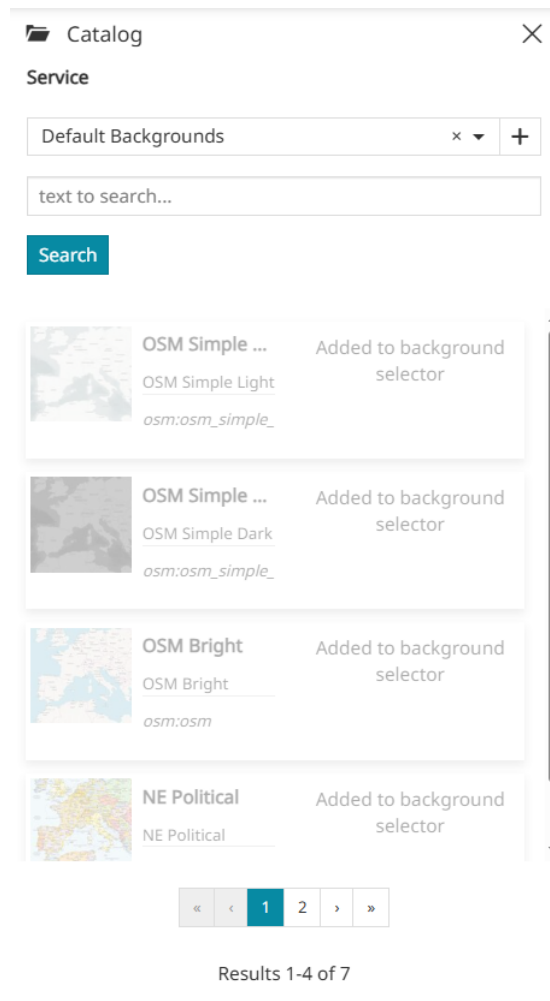 Catalog
Service
Default Backgrounds
text to search...
Search
OSM Simple ...
OSM Simple Light
osm:osm_simple_
Added to background
selector
OSM Simple ...
OSM Simple Dark
osm:osm_simple_
Added to background
selector
OSM Bright
OSM Bright
osm:osm
Added to background
selector
NE Political
NE Political
Added to background
selector
« ‹ 1 2 › »
Results 1-4 of 7